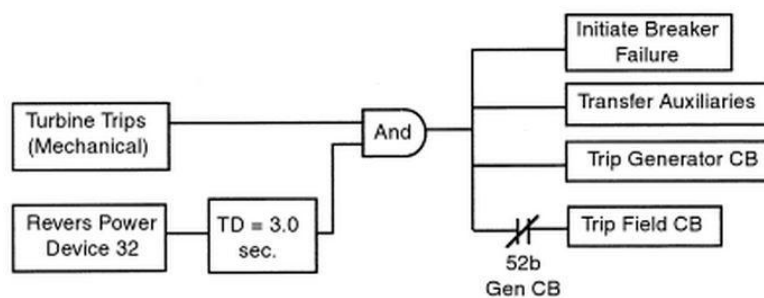 Initiate Breaker
Failure
Transfer Auxiliaries
Turbine Trips
(Mechanical)
And
Trip Generator CB
Revers Power
Device 32
TD = 3.0
sec.
Trip Field CB
52b
Gen CB